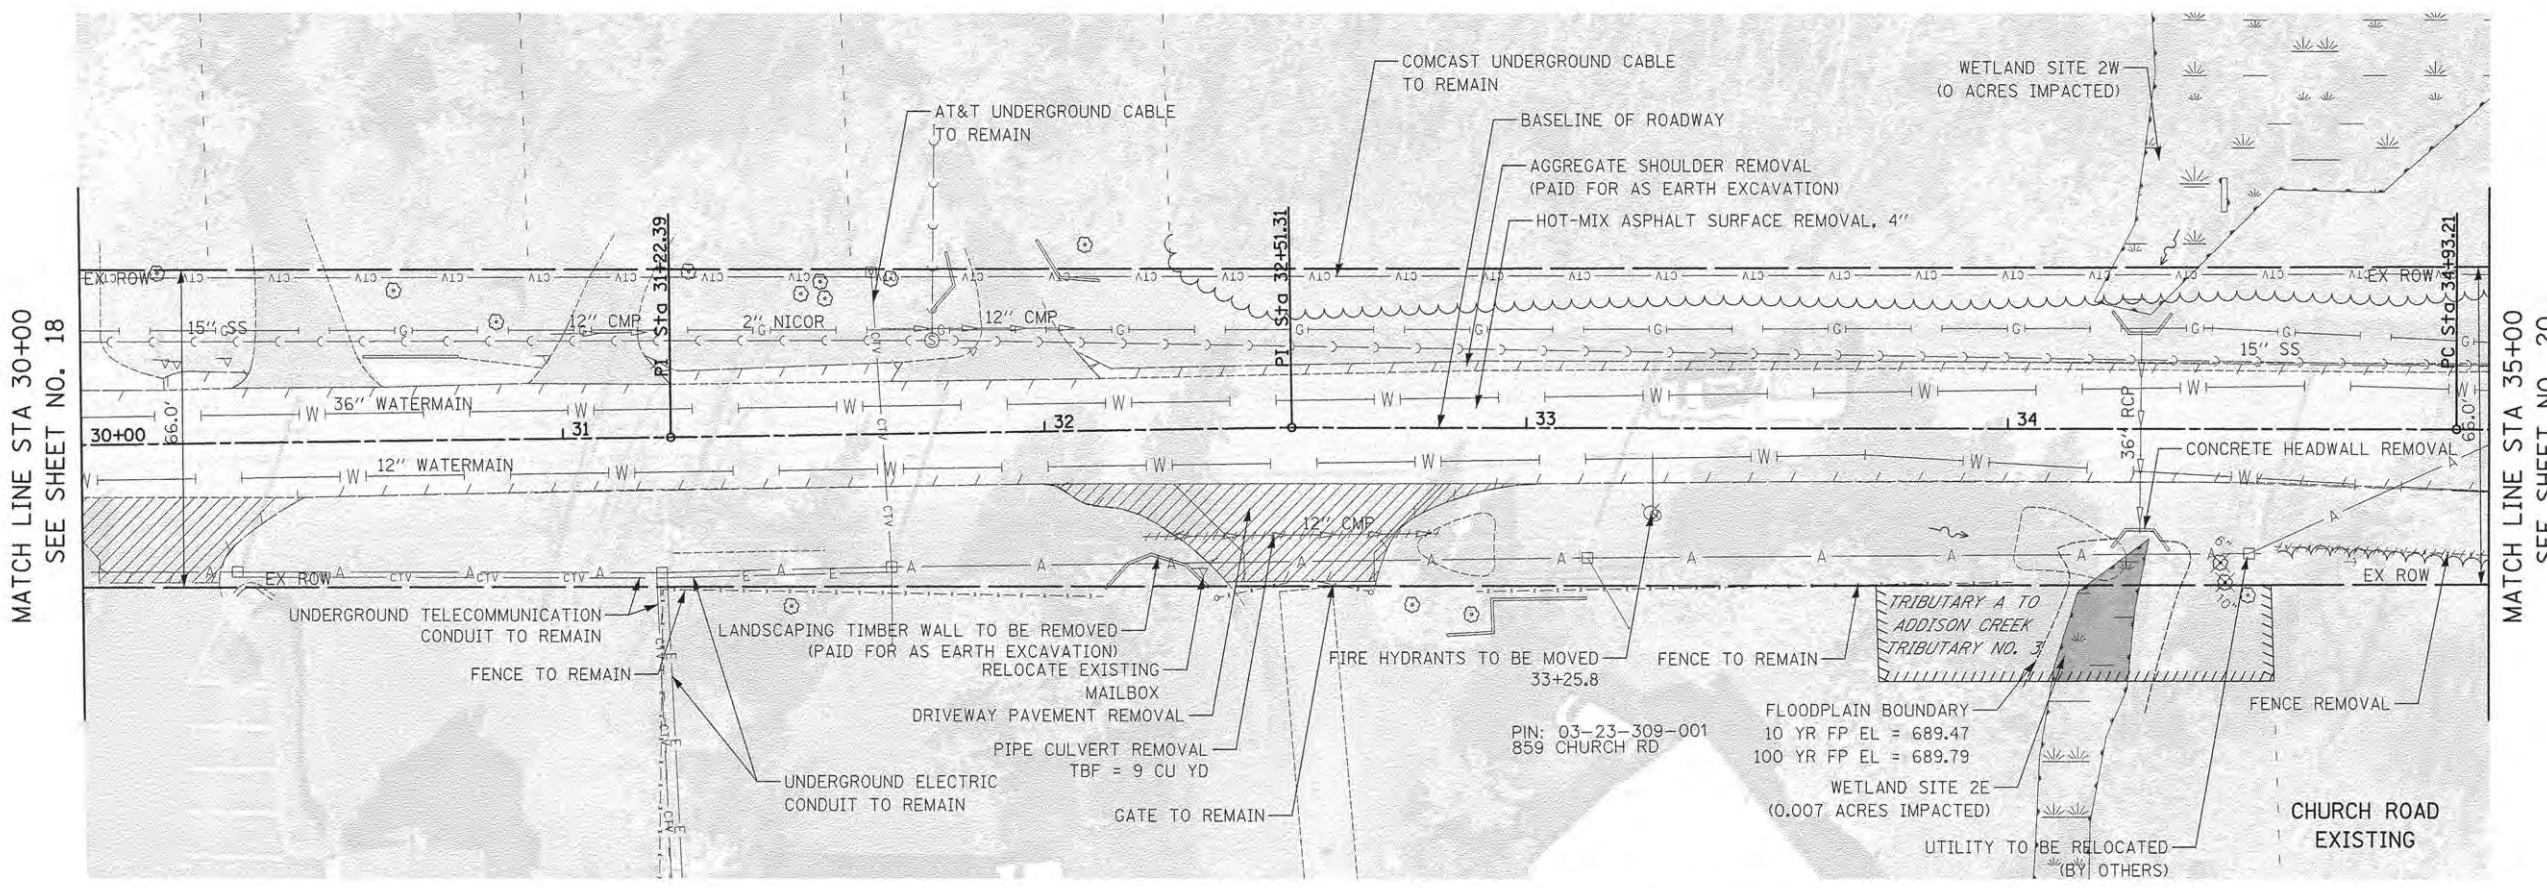 COMCAST UNDERGROUND CABLE
TO REMAIN
WETLAND SITE 2W
(0 ACRES IMPACTED)
AT&T UNDERGROUND CABLE
TO REMAIN
BASELINE OF ROADWAY
AGGREGATE SHOULDER REMOVAL
(PAID FOR AS EARTH EXCAVATION)
HOT-MIX ASPHALT SURFACE REMOVAL, 4"
MATCH LINE STA 30+00
SEE SHEET NO. 18
EX ROW
PI Sta 31+22.39
PI Sta 32+51.31
PC Sta 34+93.21
EX ROW
15" SS
12" CMP
2" NICOR
12" CMP
15" SS
36" WATERMAIN
66.0'
30+00
31
32
33
34
36" RCP
66.0'
12" WATERMAIN
CONCRETE HEADWALL REMOVAL
12" CMP
EX ROW
6"
10"
EX ROW
MATCH LINE STA 35+00
SEE SHEET NO. 20
UNDERGROUND TELECOMMUNICATION
CONDUIT TO REMAIN
FENCE TO REMAIN
LANDSCAPING TIMBER WALL TO BE REMOVED
(PAID FOR AS EARTH EXCAVATION)
RELOCATE EXISTING
MAILBOX
DRIVEWAY PAVEMENT REMOVAL
PIPE CULVERT REMOVAL
TBF = 9 CU YD
UNDERGROUND ELECTRIC
CONDUIT TO REMAIN
GATE TO REMAIN
FIRE HYDRANTS TO BE MOVED
33+25.8
FENCE TO REMAIN
TRIBUTARY A TO
ADDISON CREEK
TRIBUTARY NO. 3
PIN: 03-23-309-001
859 CHURCH RD
FLOODPLAIN BOUNDARY
10 YR FP EL = 689.47
100 YR FP EL = 689.79
WETLAND SITE 2E
(0.007 ACRES IMPACTED)
UTILITY TO BE RELOCATED
(BY OTHERS)
FENCE REMOVAL
CHURCH ROAD
EXISTING